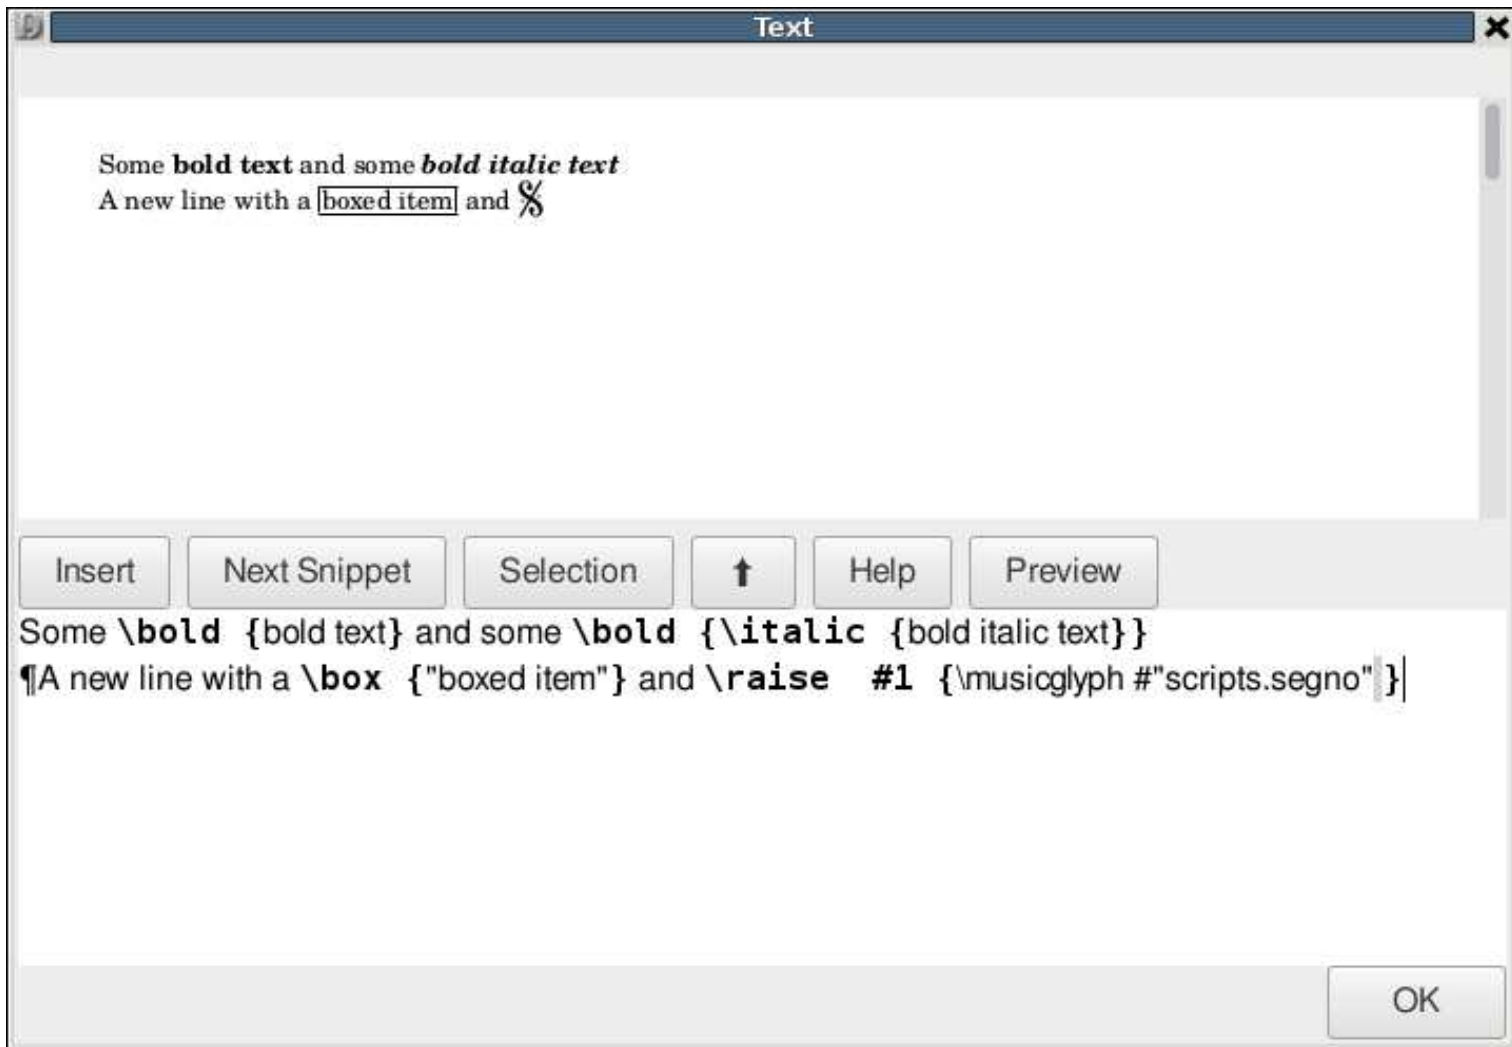 Text
Some bold text and some bold italic text
A new line with a boxed item and 𝄋
Insert Next Snippet Selection ⬆ Help Preview
Some \bold {bold text} and some \bold {\italic {bold italic text}}
¶A new line with a \box {"boxed item"} and \raise #1 {\musicglyph #"scripts.segno" }
OK